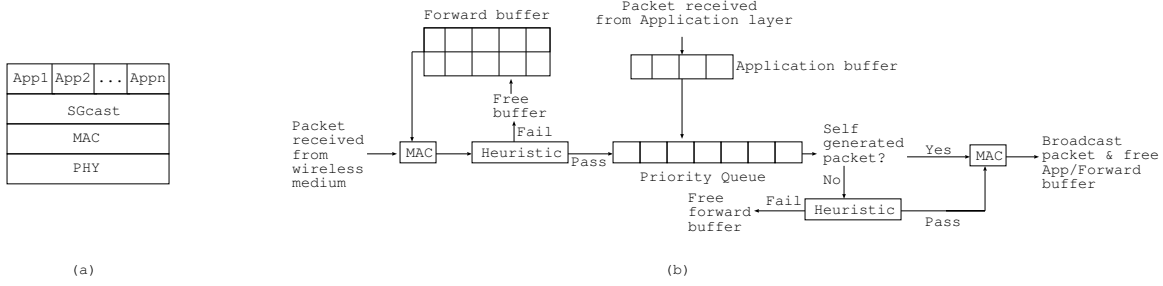 App1 App2 ... Appn
SGcast
MAC
PHY
(a)
Forward buffer
Packet received
from Application layer
Application buffer
Free
buffer
Fail
Packet
received
from
wireless
medium
MAC
Heuristic
Pass
Priority Queue
Self
generated
packet?
Yes
No
MAC
Broadcast
packet & free
App/Forward
buffer
Free
forward
buffer
Fail
Heuristic
Pass
(b)